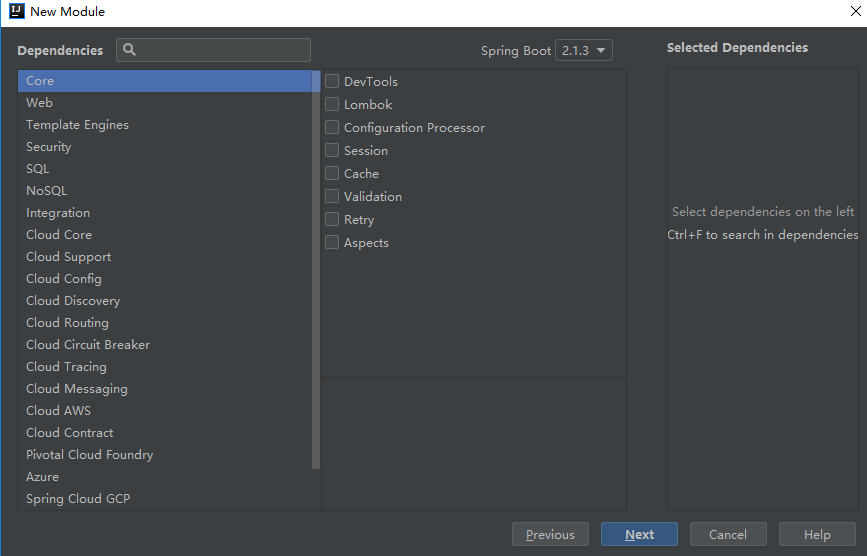 IJ New Module
Dependencies
Spring Boot 2.1.3
Selected Dependencies
Core
Web
Template Engines
Security
SQL
NoSQL
Integration
Cloud Core
Cloud Support
Cloud Config
Cloud Discovery
Cloud Routing
Cloud Circuit Breaker
Cloud Tracing
Cloud Messaging
Cloud AWS
Cloud Contract
Pivotal Cloud Foundry
Azure
Spring Cloud GCP
DevTools
Lombok
Configuration Processor
Session
Cache
Validation
Retry
Aspects
Select dependencies on the left
Ctrl+F to search in dependencies
Previous
Next
Cancel
Help